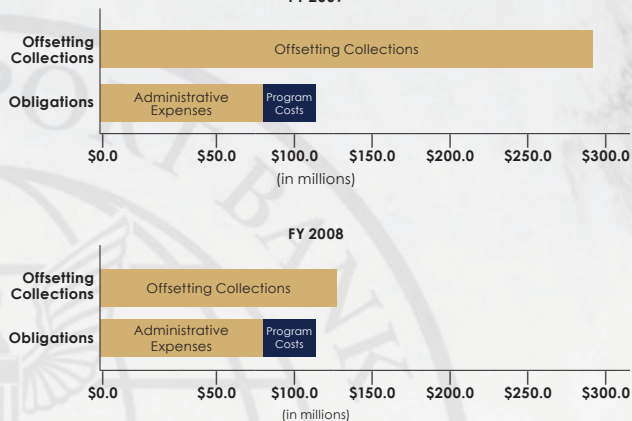 Offsetting
Collections
Offsetting Collections
Obligations
Administrative
Expenses
Program
Costs
$0.0 $50.0 $100.0 $150.0 $200.0 $250.0 $300.0
(in millions)
FY 2008
Offsetting
Collections
Offsetting Collections
Obligations
Administrative
Expenses
Program
Costs
$0.0 $50.0 $100.0 $150.0 $200.0 $250.0 $300.0
(in millions)
PORT BANK